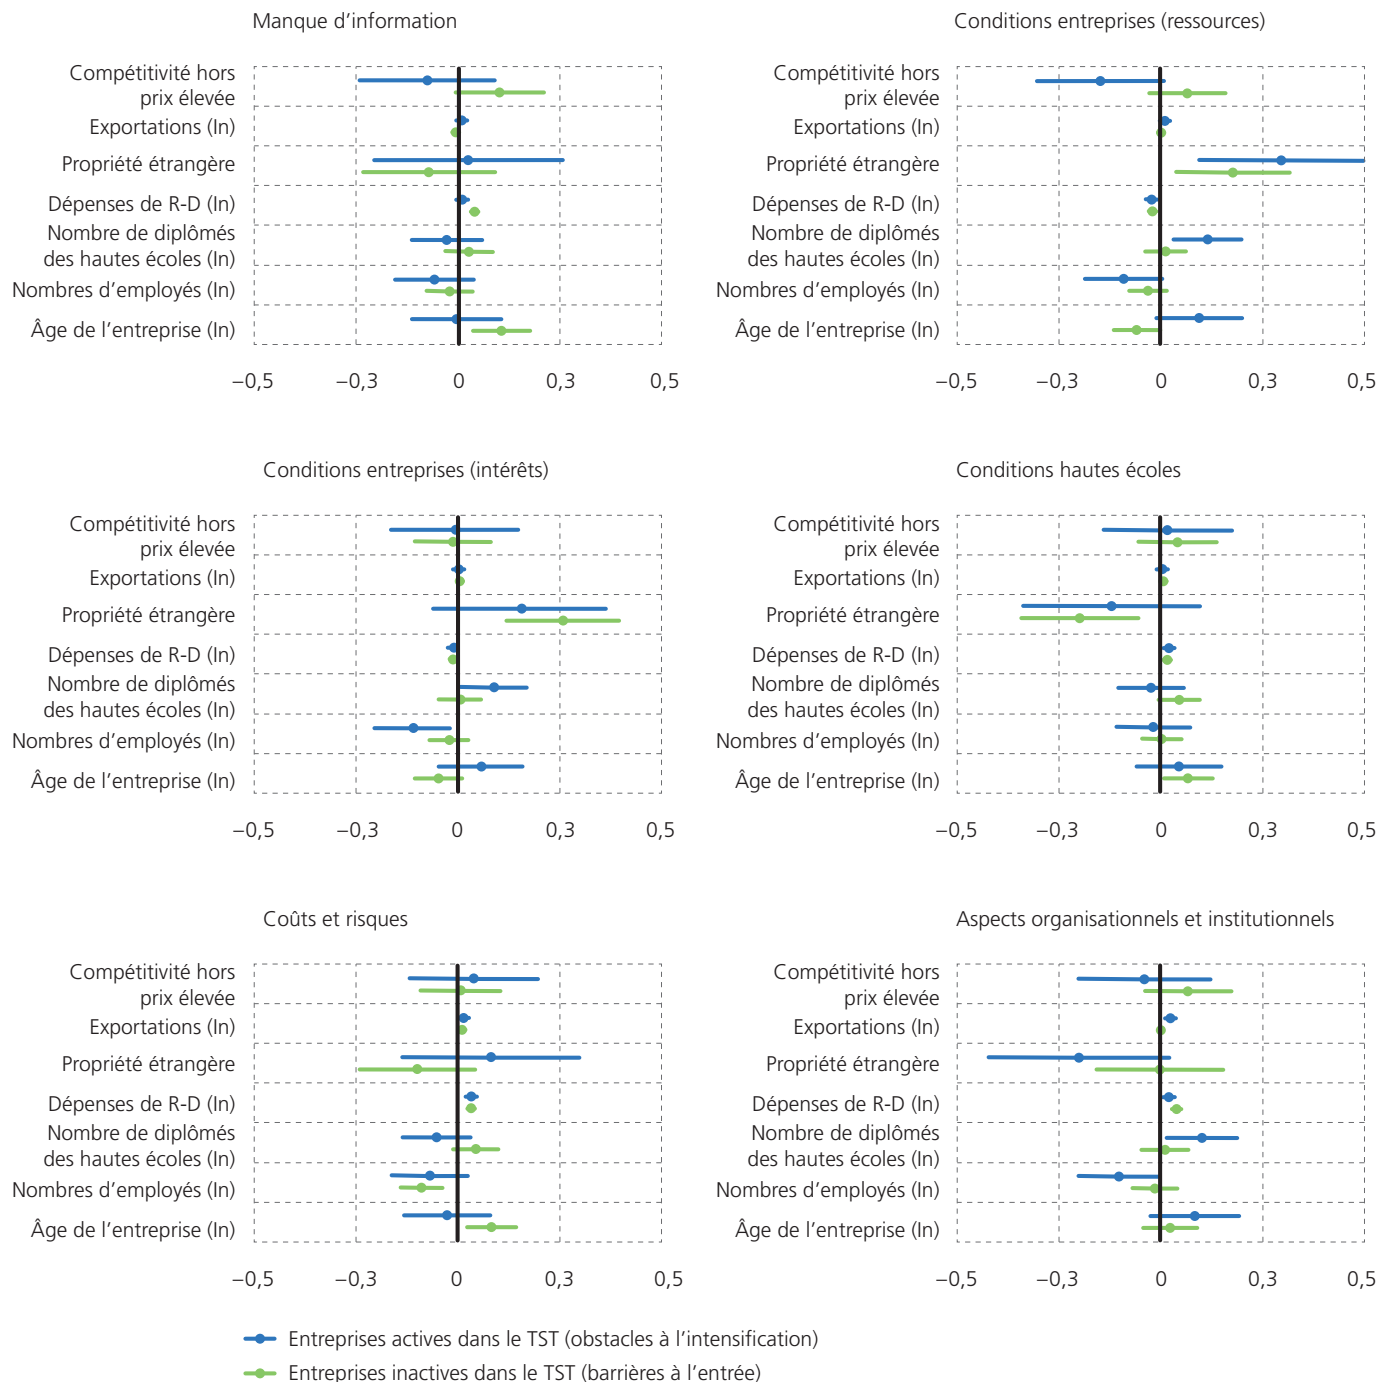 Manque d’information
Compétitivité hors
prix élevée
Exportations (ln)
Propriété étrangère
Dépenses de R-D (ln)
Nombre de diplômés
des hautes écoles (ln)
Nombres d’employés (ln)
Âge de l’entreprise (ln)
−0,5 −0,3 0 0,3 0,5
Conditions entreprises (ressources)
Compétitivité hors
prix élevée
Exportations (ln)
Propriété étrangère
Dépenses de R-D (ln)
Nombre de diplômés
des hautes écoles (ln)
Nombres d’employés (ln)
Âge de l’entreprise (ln)
−0,5 −0,3 0 0,3 0,5
Conditions entreprises (intérêts)
Compétitivité hors
prix élevée
Exportations (ln)
Propriété étrangère
Dépenses de R-D (ln)
Nombre de diplômés
des hautes écoles (ln)
Nombres d’employés (ln)
Âge de l’entreprise (ln)
−0,5 −0,3 0 0,3 0,5
Conditions hautes écoles
Compétitivité hors
prix élevée
Exportations (ln)
Propriété étrangère
Dépenses de R-D (ln)
Nombre de diplômés
des hautes écoles (ln)
Nombres d’employés (ln)
Âge de l’entreprise (ln)
−0,5 −0,3 0 0,3 0,5
Coûts et risques
Compétitivité hors
prix élevée
Exportations (ln)
Propriété étrangère
Dépenses de R-D (ln)
Nombre de diplômés
des hautes écoles (ln)
Nombres d’employés (ln)
Âge de l’entreprise (ln)
−0,5 −0,3 0 0,3 0,5
Aspects organisationnels et institutionnels
Compétitivité hors
prix élevée
Exportations (ln)
Propriété étrangère
Dépenses de R-D (ln)
Nombre de diplômés
des hautes écoles (ln)
Nombres d’employés (ln)
Âge de l’entreprise (ln)
−0,5 −0,3 0 0,3 0,5
Entreprises actives dans le TST (obstacles à l’intensification)
Entreprises inactives dans le TST (barrières à l’entrée)